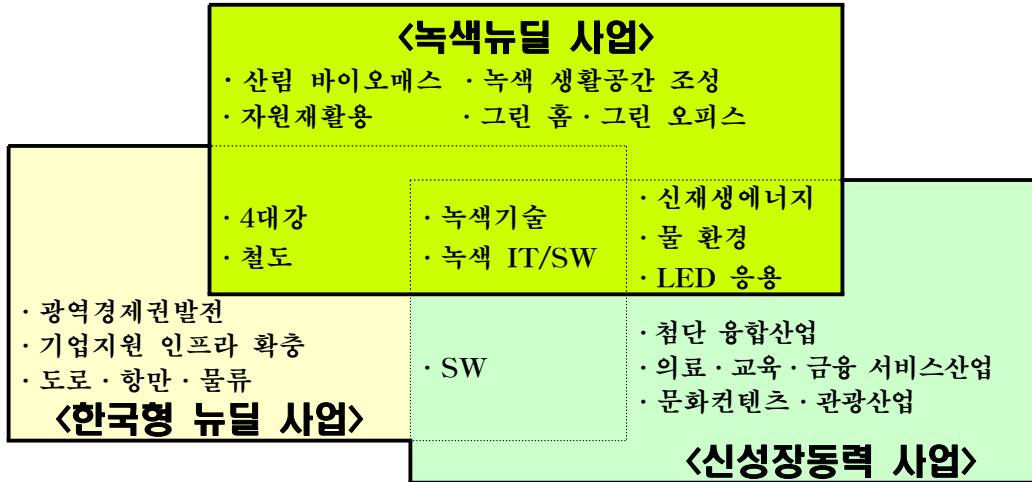 <녹색뉴딜 사업>
· 산림 바이오매스 · 녹색 생활공간 조성
· 자원재활용 · 그린 홈 · 그린 오피스
· 4대강
· 철도
· 녹색기술
· 녹색 IT/SW
· 신재생에너지
· 물 환경
· LED 응용
· 광역경제권발전
· 기업지원 인프라 확충
· 도로 · 항만 · 물류
<한국형 뉴딜 사업>
· SW
· 첨단 융합산업
· 의료 · 교육 · 금융 서비스산업
· 문화컨텐츠 · 관광산업
<신성장동력 사업>